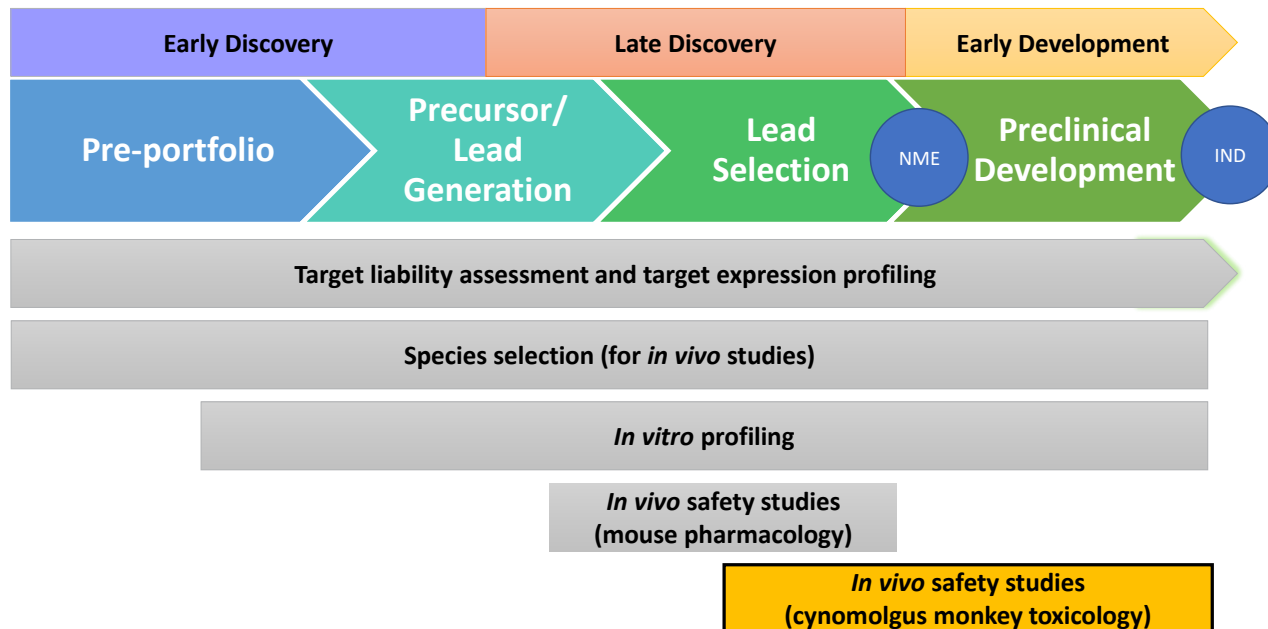 Early Discovery
Late Discovery
Early Development
Pre-portfolio
Precursor/
Lead
Generation
Lead
Selection
NME
Preclinical
Development
IND
Target liability assessment and target expression profiling
Species selection (for in vivo studies)
In vitro profiling
In vivo safety studies
(mouse pharmacology)
In vivo safety studies
(cynomolgus monkey toxicology)